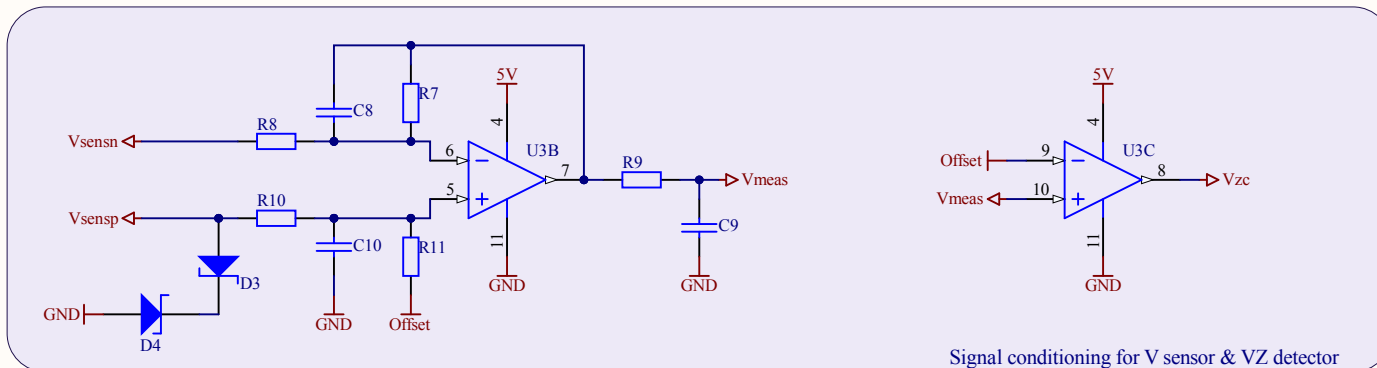 5V
5V
C8
R7
Vsensn
R8
4
4
6
U3B
7
R9
Vmeas
Offset
9
U3C
8
Vzc
Vsensp
R10
5
Vmeas
10
C10
R11
11
C9
11
D3
GND
GND
GND
GND
Offset
GND
D4
Signal conditioning for V sensor & VZ detector